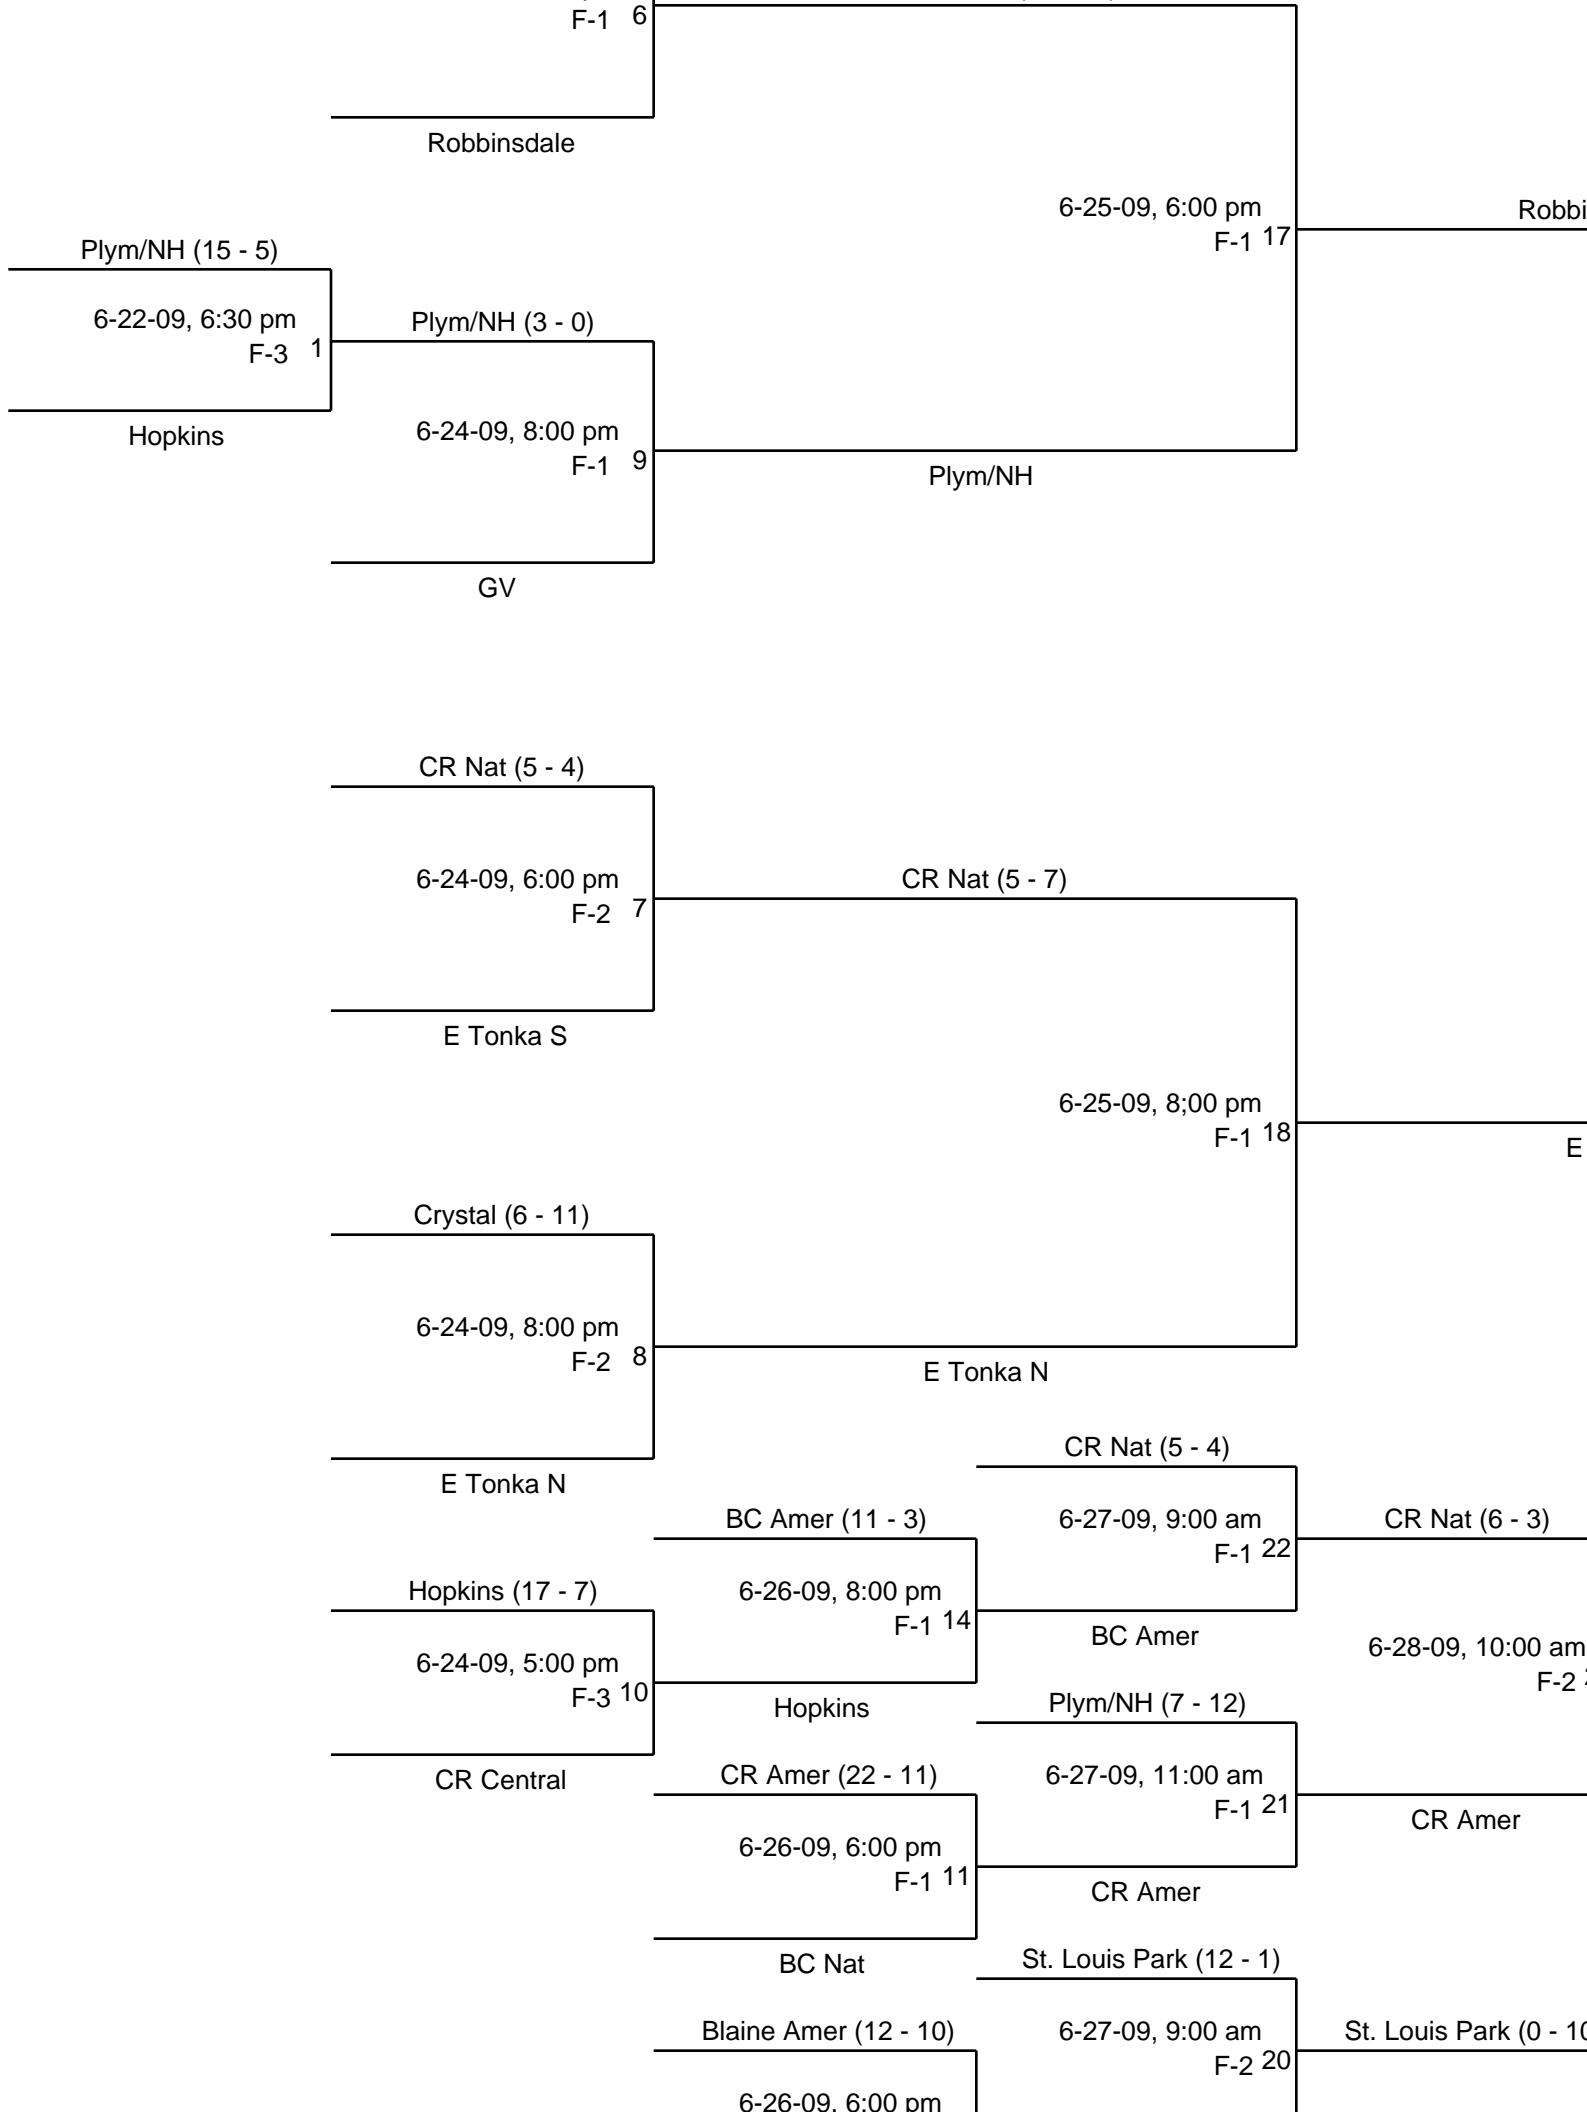 F-1 6
Robbinsdale
6-25-09, 6:00 pm
Robbi
F-1 17
Plym/NH (15 - 5)
6-22-09, 6:30 pm
Plym/NH (3 - 0)
F-3 1
Hopkins
6-24-09, 8:00 pm
F-1 9
Plym/NH
GV
CR Nat (5 - 4)
6-24-09, 6:00 pm
CR Nat (5 - 7)
F-2 7
E Tonka S
6-25-09, 8;00 pm
F-1 18
E
Crystal (6 - 11)
6-24-09, 8:00 pm
F-2 8
E Tonka N
CR Nat (5 - 4)
E Tonka N
BC Amer (11 - 3)
6-27-09, 9:00 am
CR Nat (6 - 3)
F-1 22
Hopkins (17 - 7)
6-26-09, 8:00 pm
F-1 14
BC Amer
6-24-09, 5:00 pm
6-28-09, 10:00 am
F-3 10
F-2
Hopkins
Plym/NH (7 - 12)
CR Central
CR Amer (22 - 11)
6-27-09, 11:00 am
F-1 21
CR Amer
6-26-09, 6:00 pm
F-1 11
CR Amer
BC Nat
St. Louis Park (12 - 1)
Blaine Amer (12 - 10)
6-27-09, 9:00 am
St. Louis Park (0 - 10
F-2 20
6-26-09, 6:00 pm